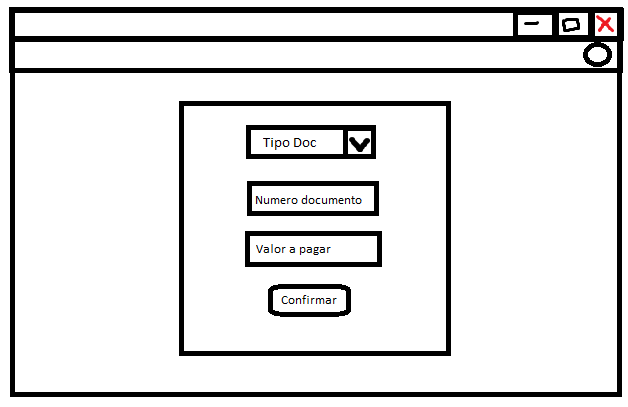 Tipo Doc
Numero documento
Valor a pagar
Confirmar